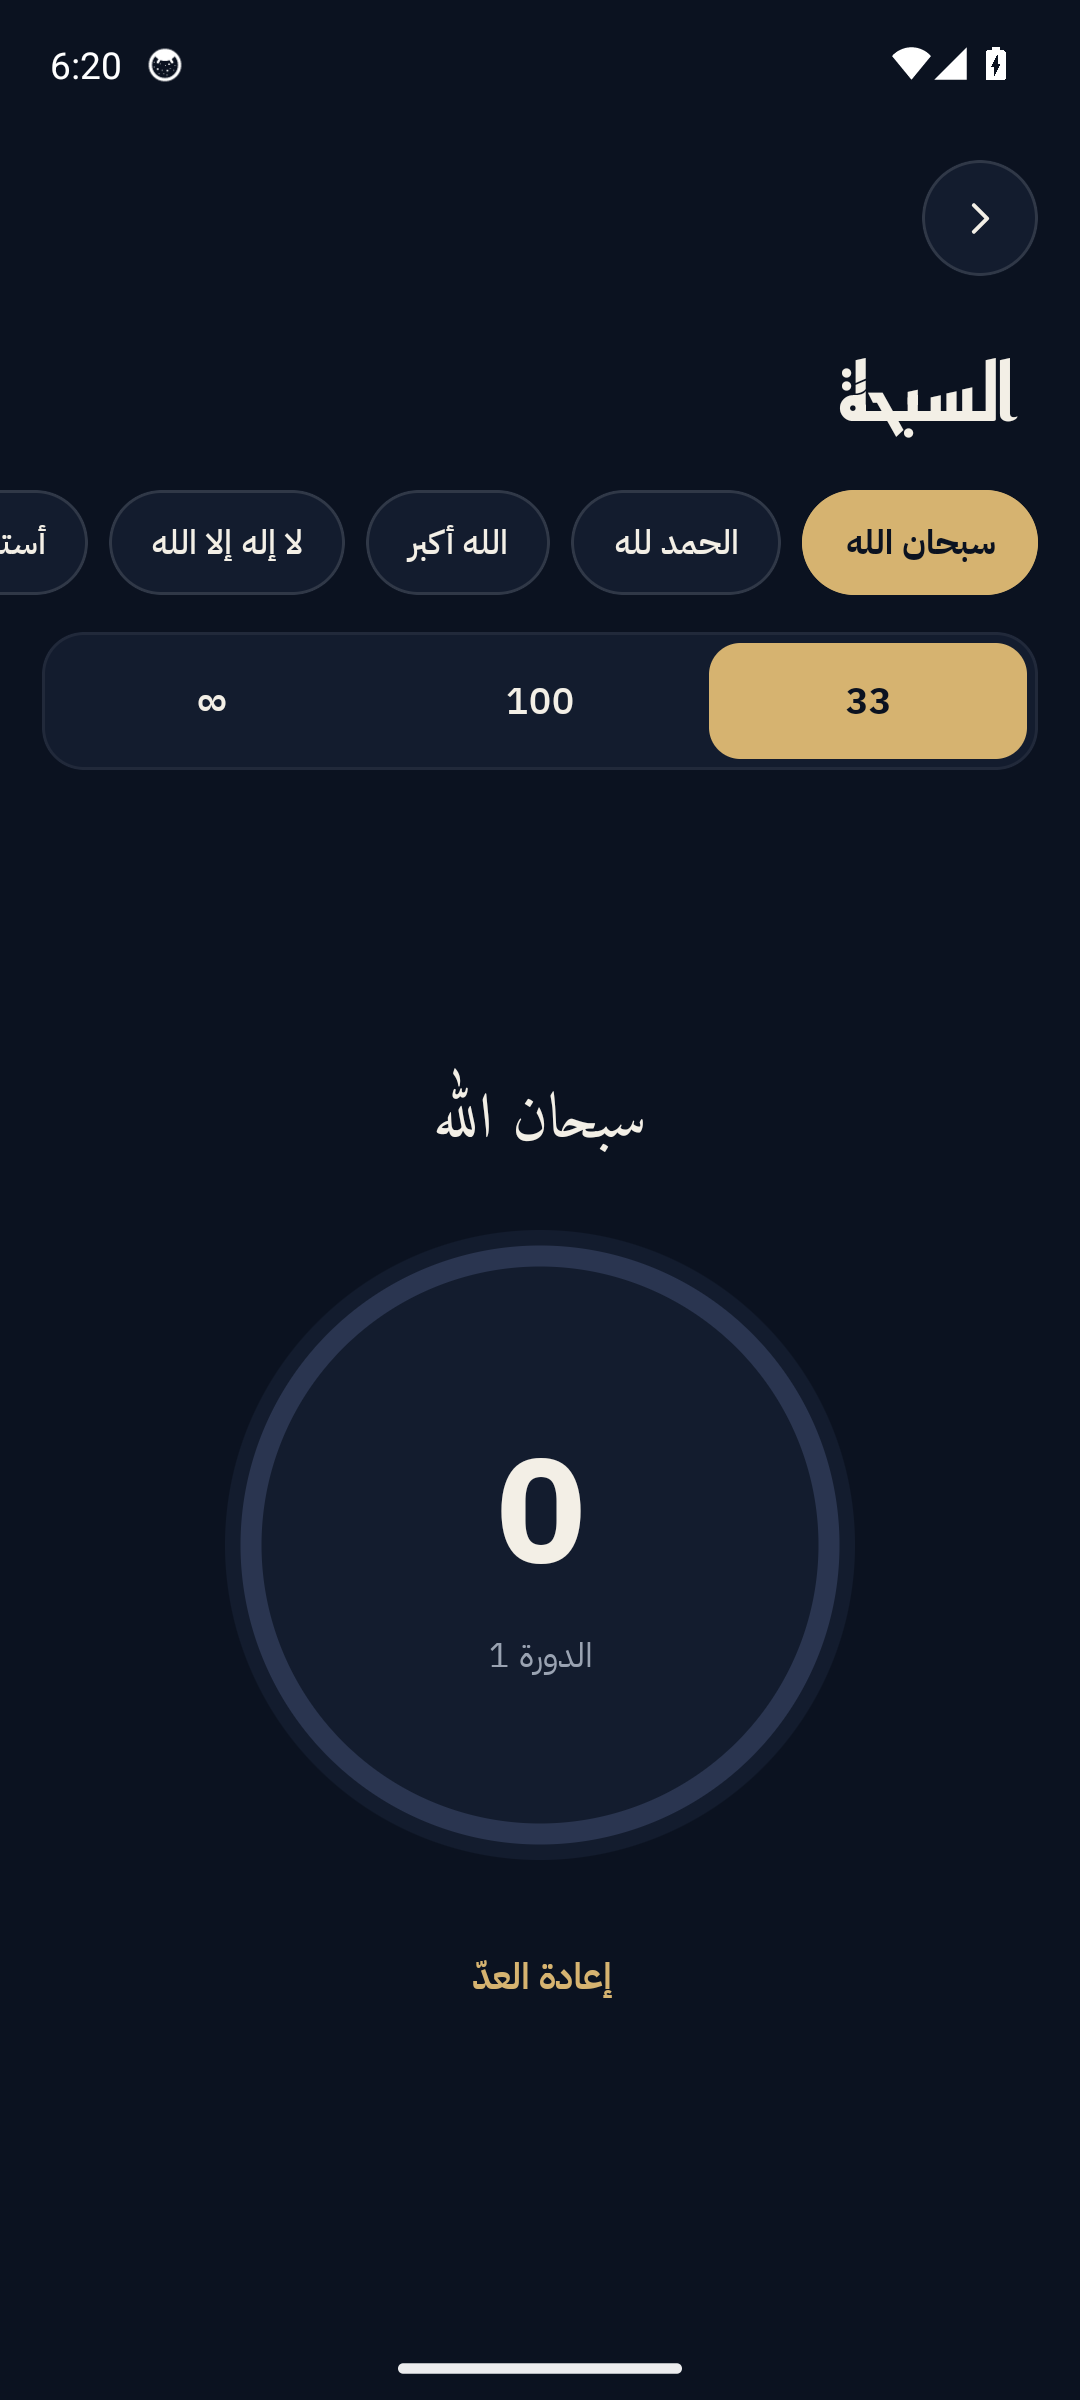 6:20
السبحة
سبحان الله الحمد لله الله أكبر لا إله إلا الله
33 100 ∞
سبحان الله
0
الدورة 1
إعادة العدّ